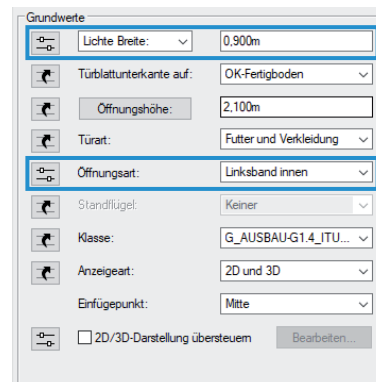 Grundwerte
Lichte Breite: 0,900m
Türblattunterkante auf: OK-Fertigboden
Öffnungshöhe: 2,100m
Türart: Futter und Verkleidung
Öffnungsart: Linksband innen
Standflügel: Keiner
Klasse: G_AUSBAU-G1.4_ITU...
Anzeigeart: 2D und 3D
Einfügepunkt: Mitte
2D/3D-Darstellung übersteuern Bearbeiten...